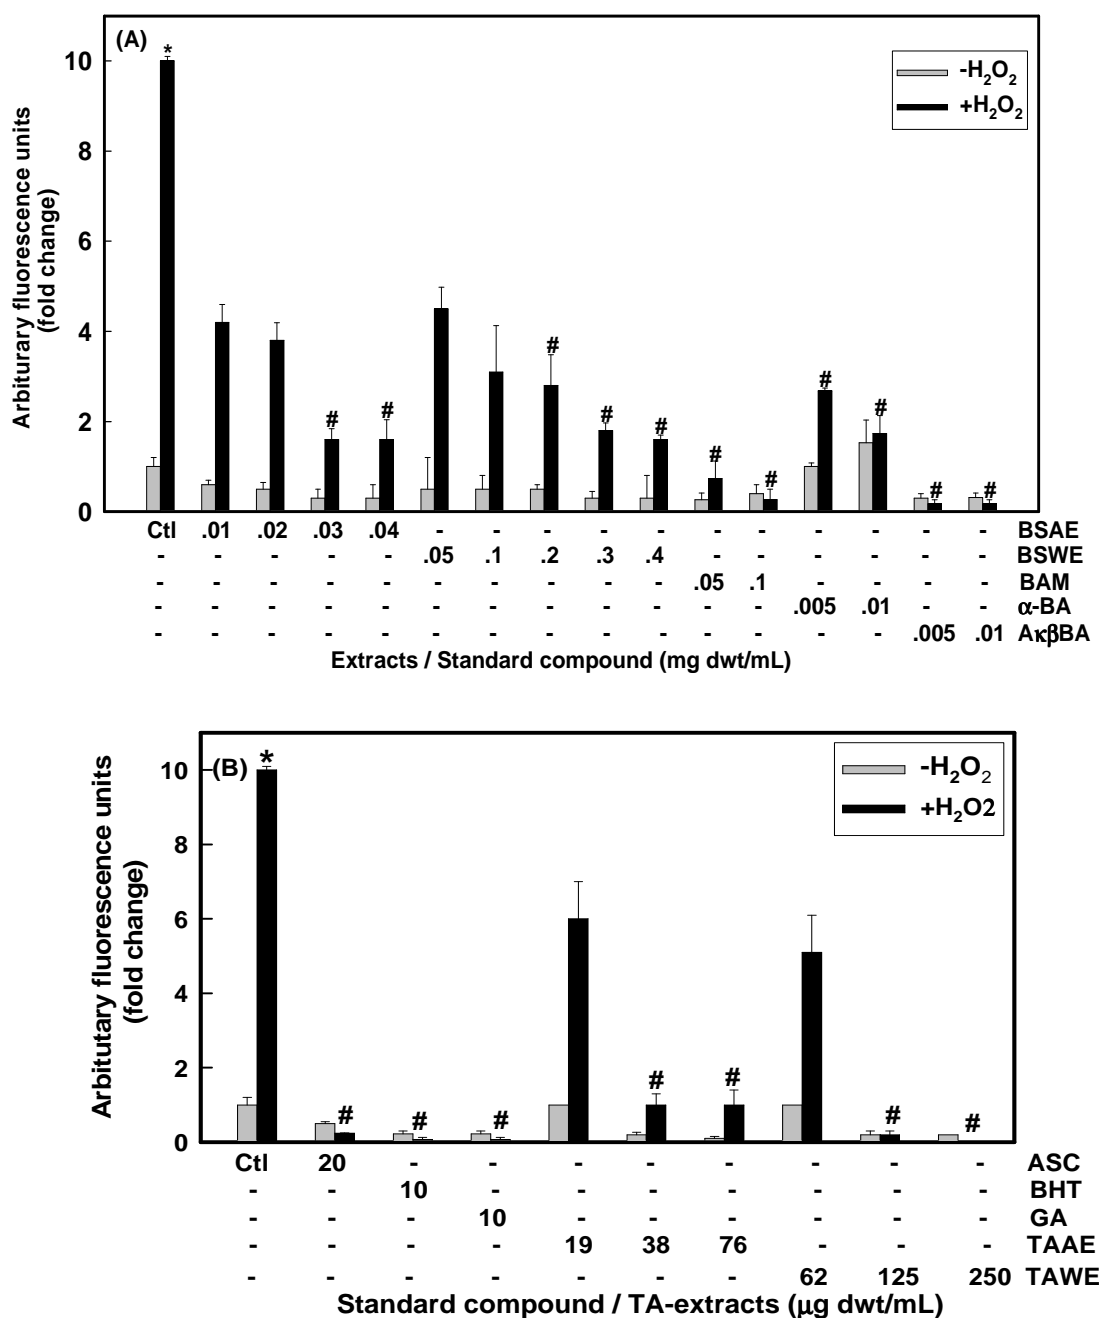 (A)
*
-H₂O₂
+H₂O₂
10
8
6
4
2
0
Arbiturary fluorescence units
(fold change)
# # # # # # # # # # #
Ctl .01 .02 .03 .04 - - - - - - - - - - - BSAE
- - - - - .05 .1 .2 .3 .4 - - - - - - BSWE
- - - - - - - - - - .05 .1 - - - - BAM
- - - - - - - - - - - - .005 .01 - - α-BA
- - - - - - - - - - - - - - .005 .01 AκβBA
Extracts / Standard compound (mg dwt/mL)
(B)
*
-H₂O₂
+H₂O2
10
8
6
4
2
0
Arbitutary fluorescence units
(fold change)
# # # # # # #
Ctl 20 - - - - - - - - ASC
- - 10 - - - - - - - BHT
- - - 10 - - - - - - GA
- - - - 19 38 76 - - - TAAE
- - - - - - - 62 125 250 TAWE
Standard compound / TA-extracts (μg dwt/mL)